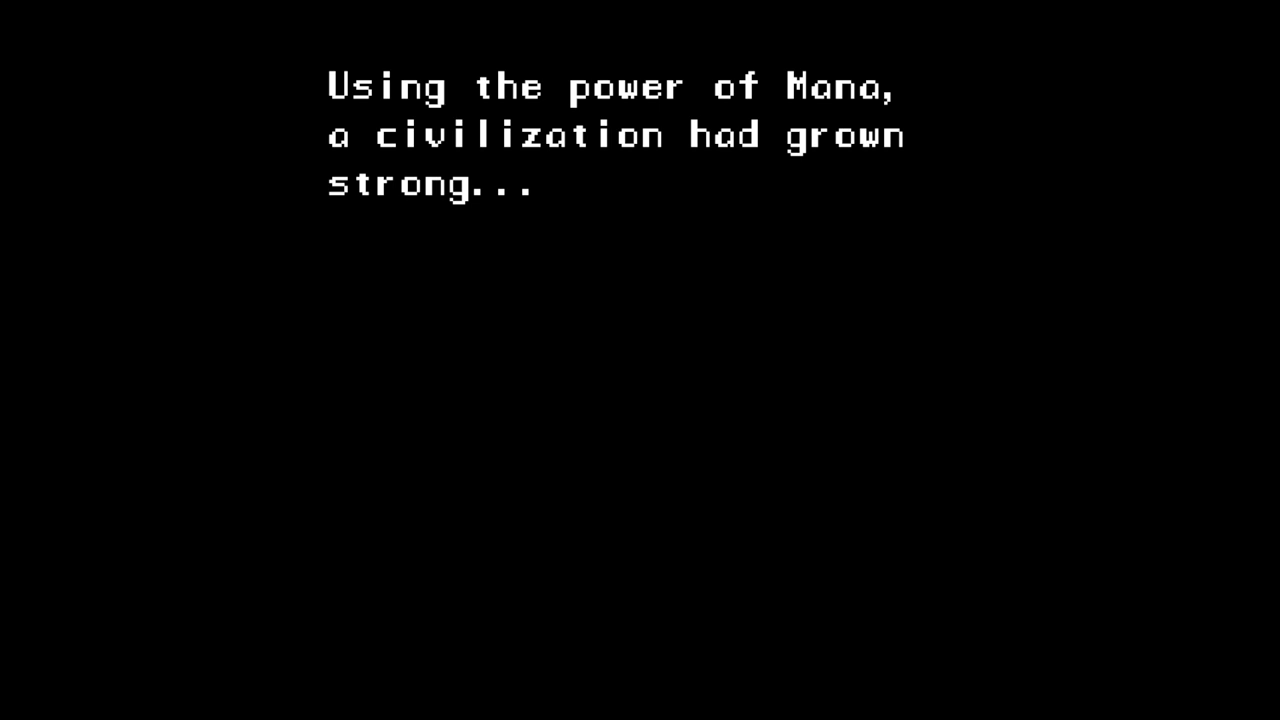 Using the power of Mana,
a civilization had grown
strong...